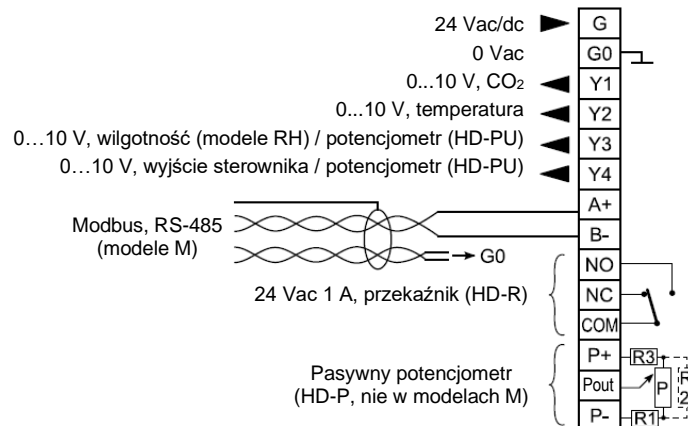 24 Vac/dc G
0 Vac G0
0...10 V, CO2 Y1
0...10 V, temperatura Y2
0…10 V, wilgotność (modele RH) / potencjometr (HD-PU) Y3
0…10 V, wyjście sterownika / potencjometr (HD-PU) Y4
A+
Modbus, RS-485
(modele M)
B-
G0
NO
24 Vac 1 A, przekaźnik (HD-R) NC
COM
P+ R3
Pasywny potencjometr
(HD-P, nie w modelach M)
Pout P R
2
P- R1